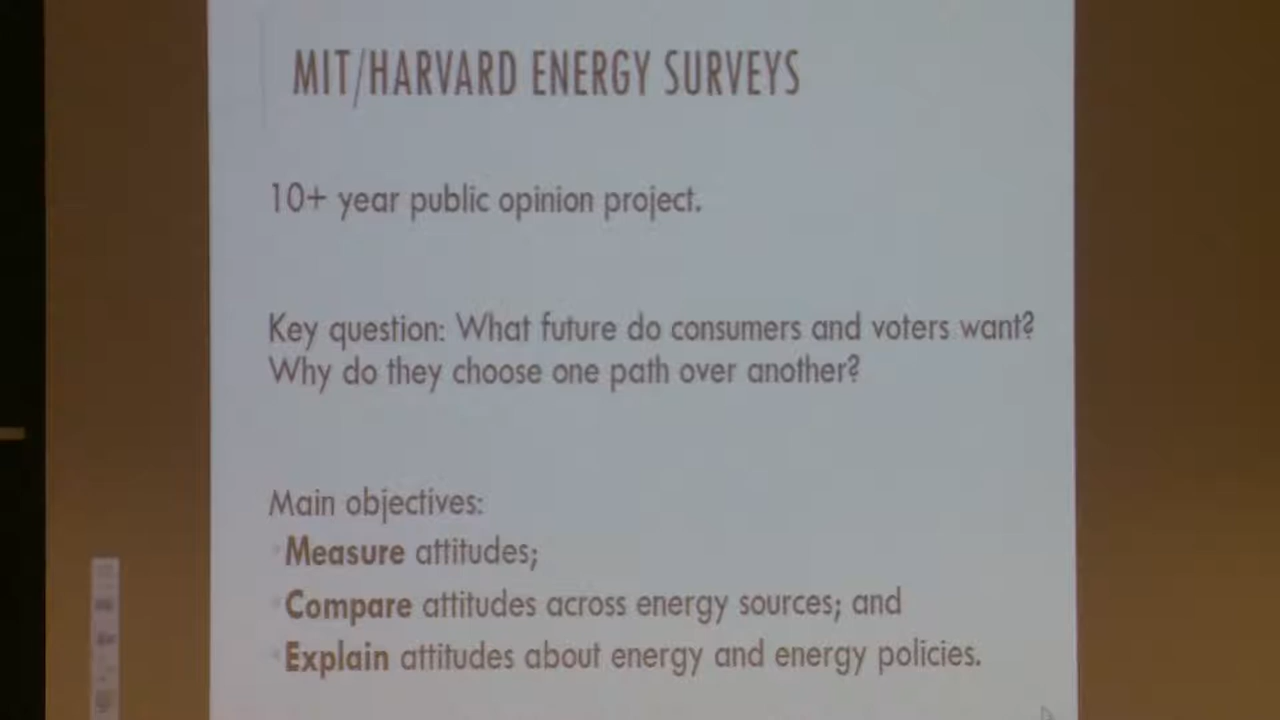 MIT/HARVARD ENERGY SURVEYS
10+ year public opinion project.
Key question: What future do consumers and voters want?
Why do they choose one path over another?
Main objectives:
Measure attitudes;
Compare attitudes across energy sources; and
Explain attitudes about energy and energy policies.